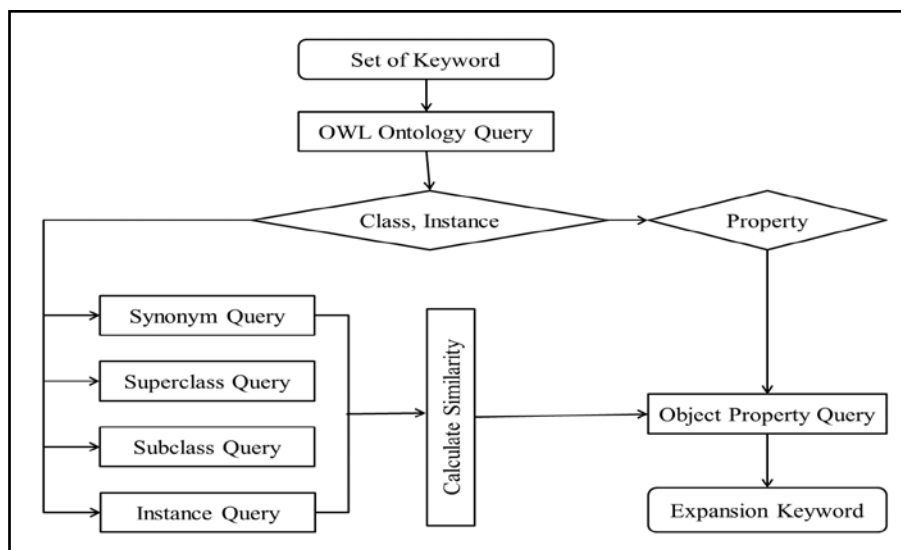 Set of Keyword
OWL Ontology Query
Class, Instance
Property
Synonym Query
Superclass Query
Subclass Query
Instance Query
Calculate Similarity
Object Property Query
Expansion Keyword